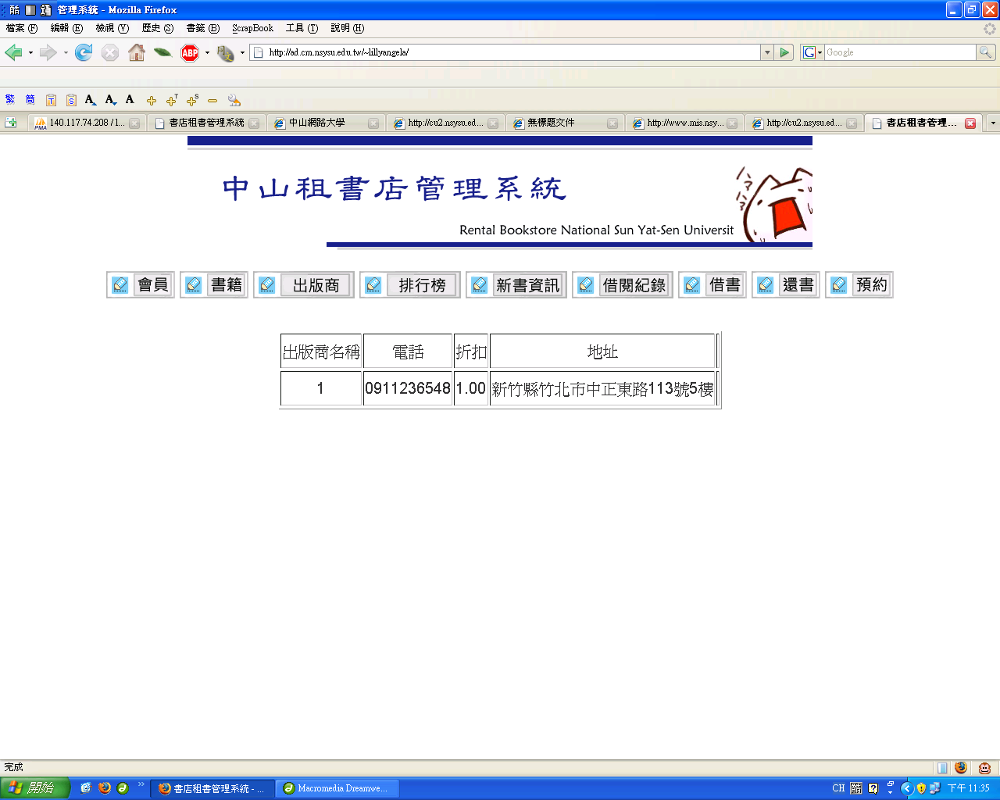 酷 管理系統 - Mozilla Firefox
檔案 (F) 編輯 (E) 檢視 (V) 歷史 (S) 書籤 (B) ScrapBook 工具 (T) 說明 (H)
ABP http://ad.cm.nsysu.edu.tw/~lillyangela/ G Google
繁 簡 T S A A A T S
PMA 140.117.74.208 / l... 書店租書管理系統 中山網路大學 http://cu2.nsysu.ed... 無標題文件 http://www.mis.nsy... http://cu2.nsysu.ed... 書店租書管理...
中山租書店管理系統
Rental Bookstore National Sun Yat-Sen Universit
會員 書籍 出版商 排行榜 新書資訊 借閱紀錄 借書 還書 預約
出版商名稱 電話 折扣 地址
1 0911236548 1.00 新竹縣竹北市中正東路113號5樓
完成
開始 書店租書管理系統 - ... Macromedia Dreamwe... CH 酷 下午 11:35